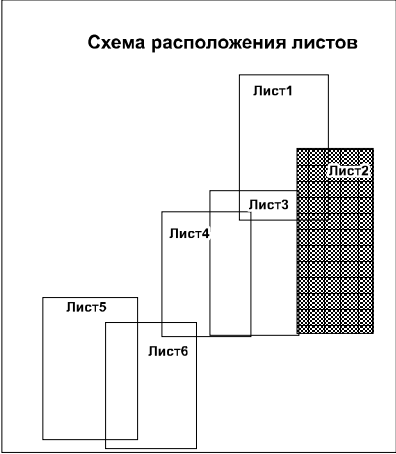 Схема расположения листов
Лист1
Лист2
Лист3
Лист4
Лист5
Лист6